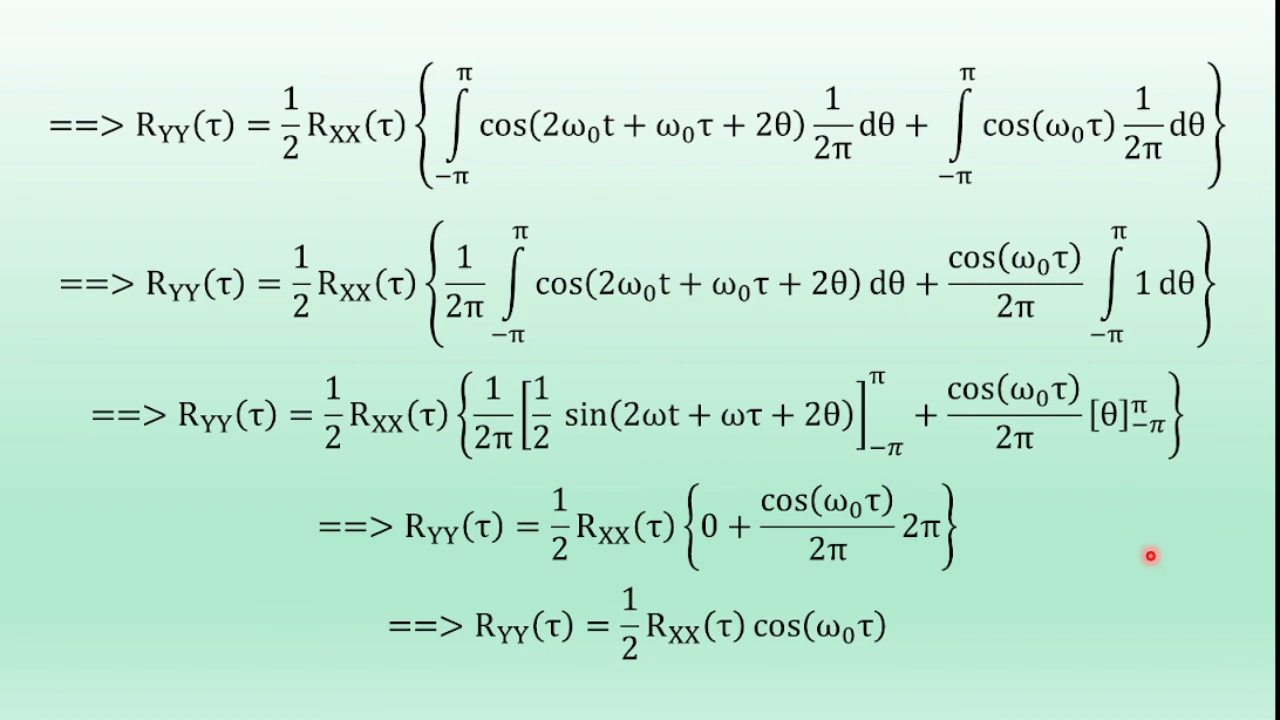 ==> R_YY(τ) = 1/2 R_XX(τ) { ∫_{−π}^{π} cos(2ω₀t + ω₀τ + 2θ) 1/2π dθ + ∫_{−π}^{π} cos(ω₀τ) 1/2π dθ }
==> R_YY(τ) = 1/2 R_XX(τ) { 1/2π ∫_{−π}^{π} cos(2ω₀t + ω₀τ + 2θ) dθ + cos(ω₀τ)/2π ∫_{−π}^{π} 1 dθ }
==> R_YY(τ) = 1/2 R_XX(τ) { 1/2π [1/2 sin(2ωt + ωτ + 2θ)]_{−π}^{π} + cos(ω₀τ)/2π [θ]_{−π}^{π} }
==> R_YY(τ) = 1/2 R_XX(τ) { 0 + cos(ω₀τ)/2π 2π }
==> R_YY(τ) = 1/2 R_XX(τ) cos(ω₀τ)